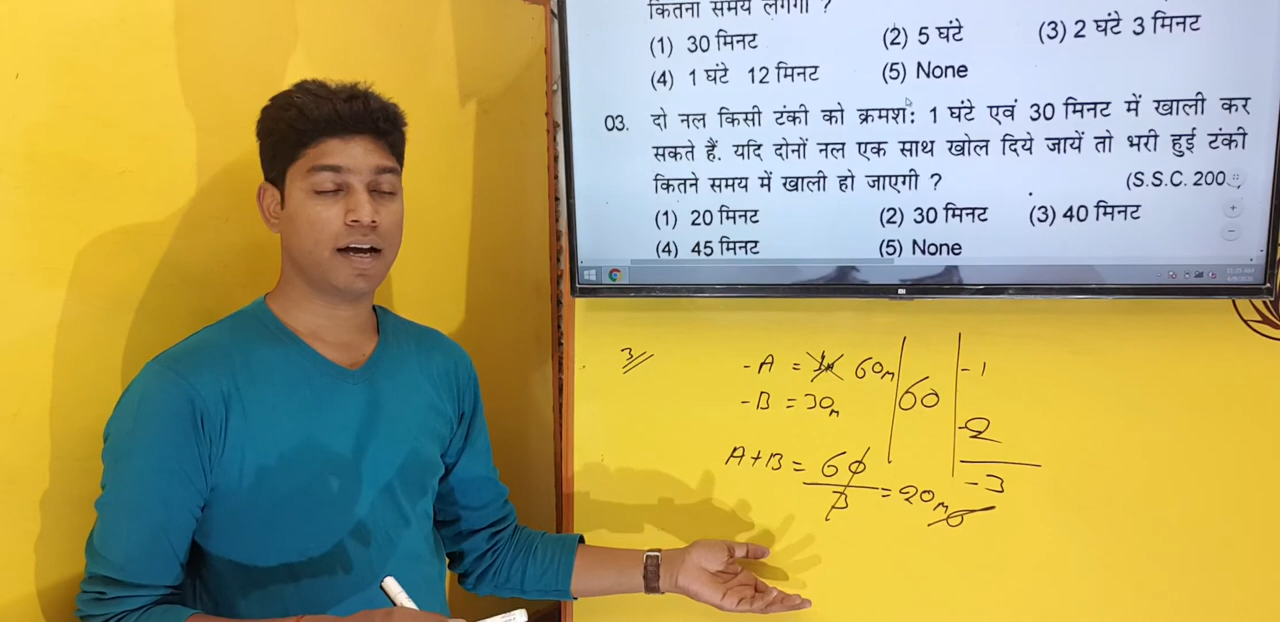 कितना समय लगेगा ?
(1) 30 मिनट (2) 5 घंटे (3) 2 घंटे 3 मिनट
(4) 1 घंटे 12 मिनट (5) None
03. दो नल किसी टंकी को क्रमशः 1 घंटे एवं 30 मिनट में खाली कर
सकते हैं. यदि दोनों नल एक साथ खोल दिये जायें तो भरी हुई टंकी
कितने समय में खाली हो जाएगी ? (S.S.C. 200
(1) 20 मिनट (2) 30 मिनट (3) 40 मिनट
(4) 45 मिनट (5) None
mi
3
-A = 60m 60 -1
-B = 30m -2
A+B = 60/3 = 20m -3